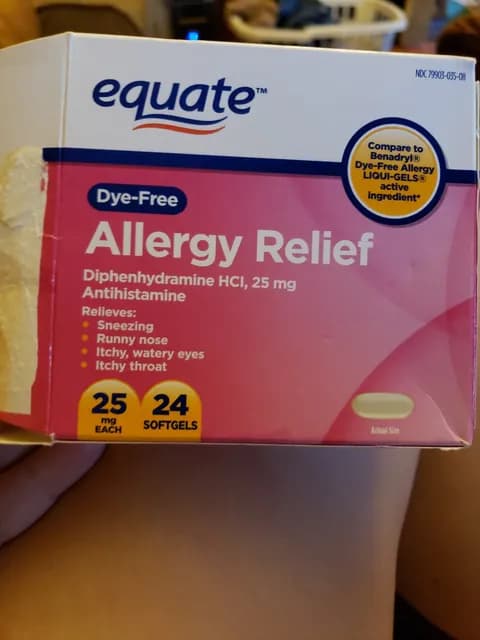 NDC 79903-035-08
equate™
Compare to
Benadryl®
Dye-Free Allergy
LIQUI-GELS®
active
ingredient*
Dye-Free
Allergy Relief
Diphenhydramine HCl, 25 mg
Antihistamine
Relieves:
• Sneezing
• Runny nose
• Itchy, watery eyes
• Itchy throat
25
mg
EACH
24
SOFTGELS
Actual Size